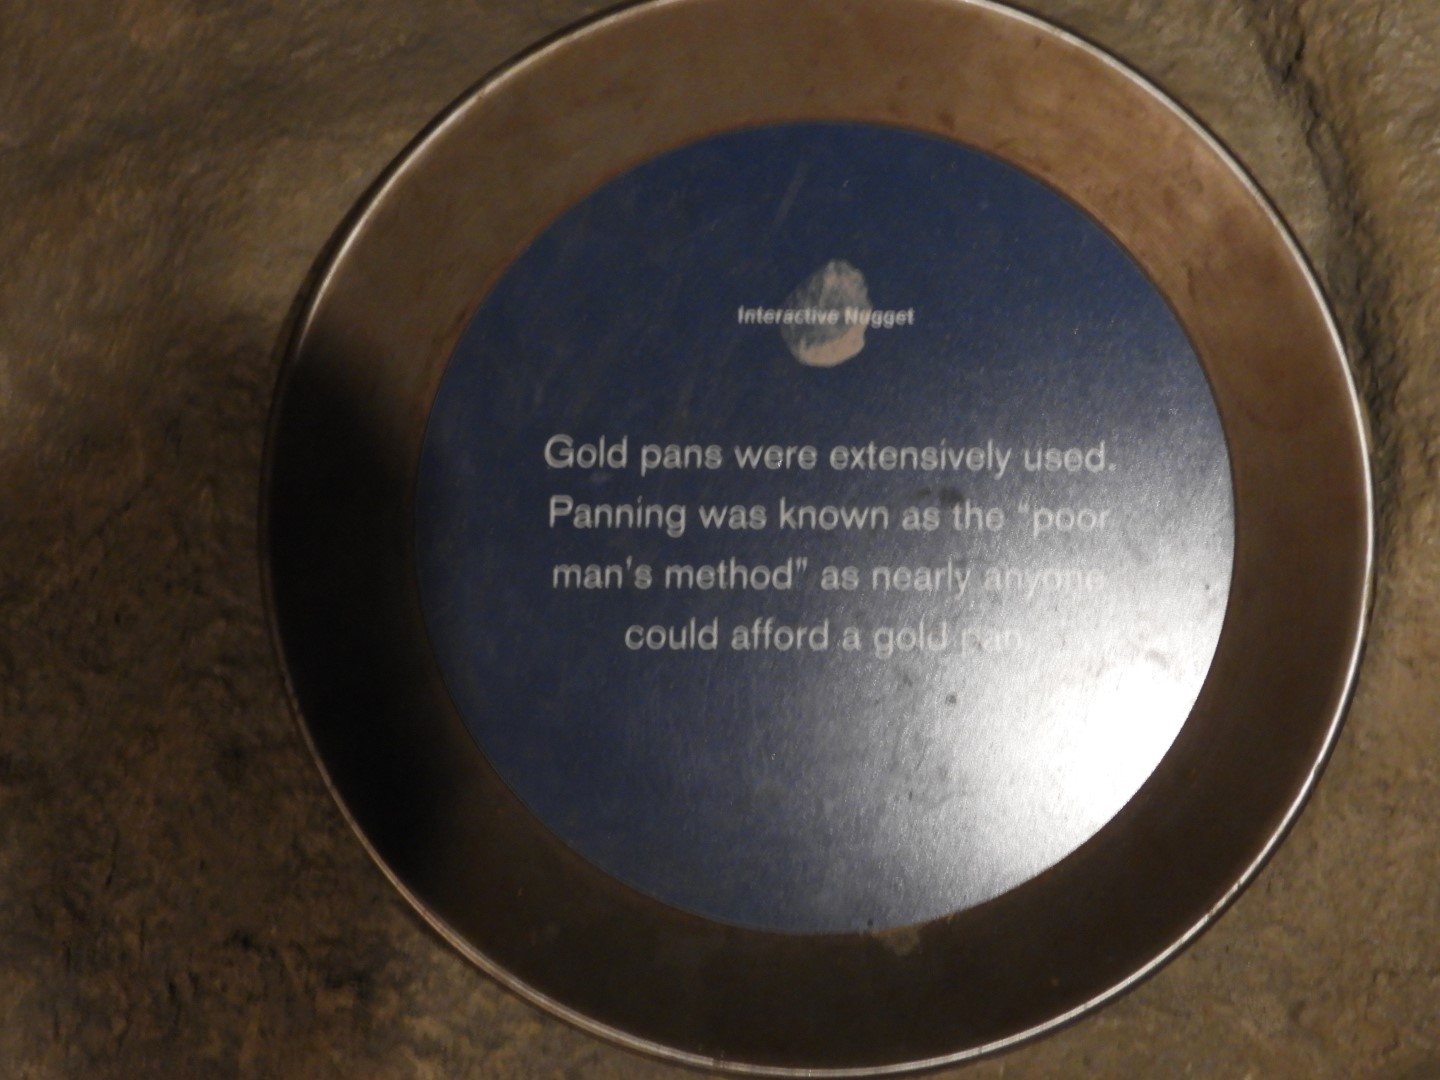 Interactive Nugget
Gold pans were extensively used.
Panning was known as the "poor
man's method" as nearly anyone
could afford a gold pan.